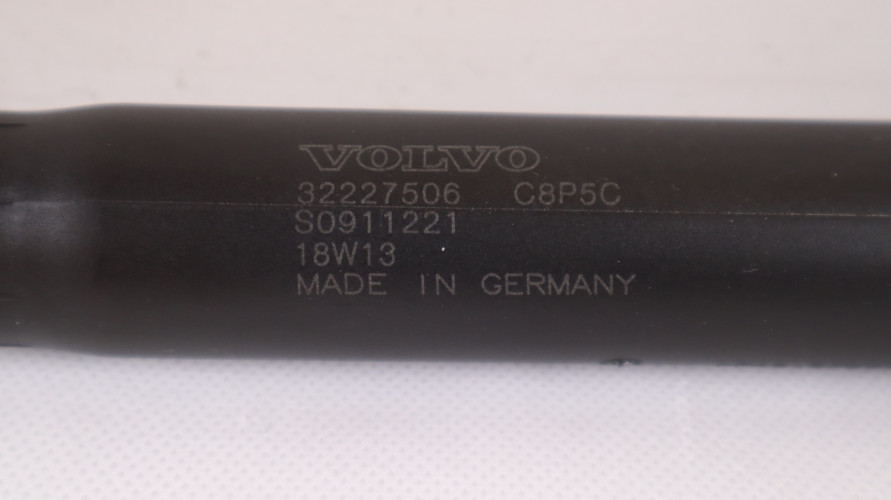 VOLVO
32227506 C8P5C
S0911221
18W13
MADE IN GERMANY